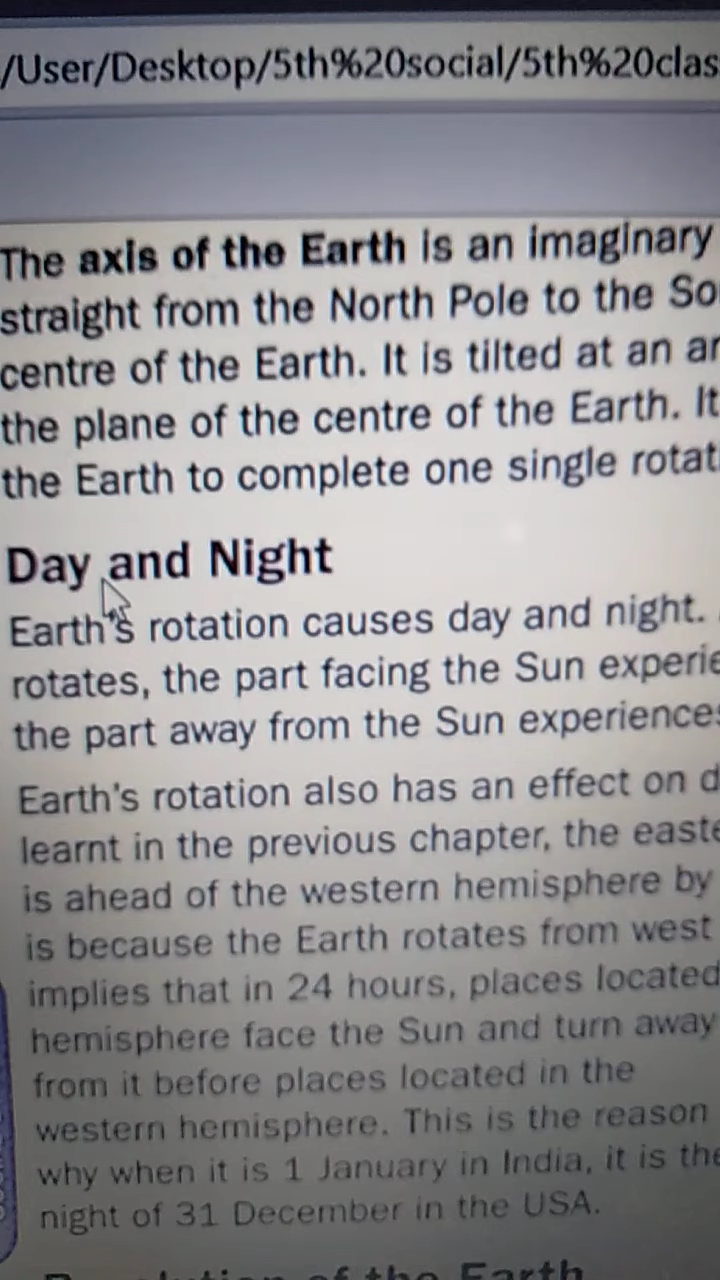 /User/Desktop/5th%20social/5th%20clas
The axis of the Earth is an imaginary
straight from the North Pole to the So
centre of the Earth. It is tilted at an
the plane of the centre of the Earth. It
the Earth to complete one single rotat
Day and Night
Earth's rotation causes day and night.
rotates, the part facing the Sun experie
the part away from the Sun experiences
Earth's rotation also has an effect on d
learnt in the previous chapter, the easte
is ahead of the western hemisphere by
is because the Earth rotates from west
implies that in 24 hours, places located
hemisphere face the Sun and turn away
from it before places located in the
western hemisphere. This is the reason
why when it is 1 January in India, it is the
night of 31 December in the USA.
of the Earth